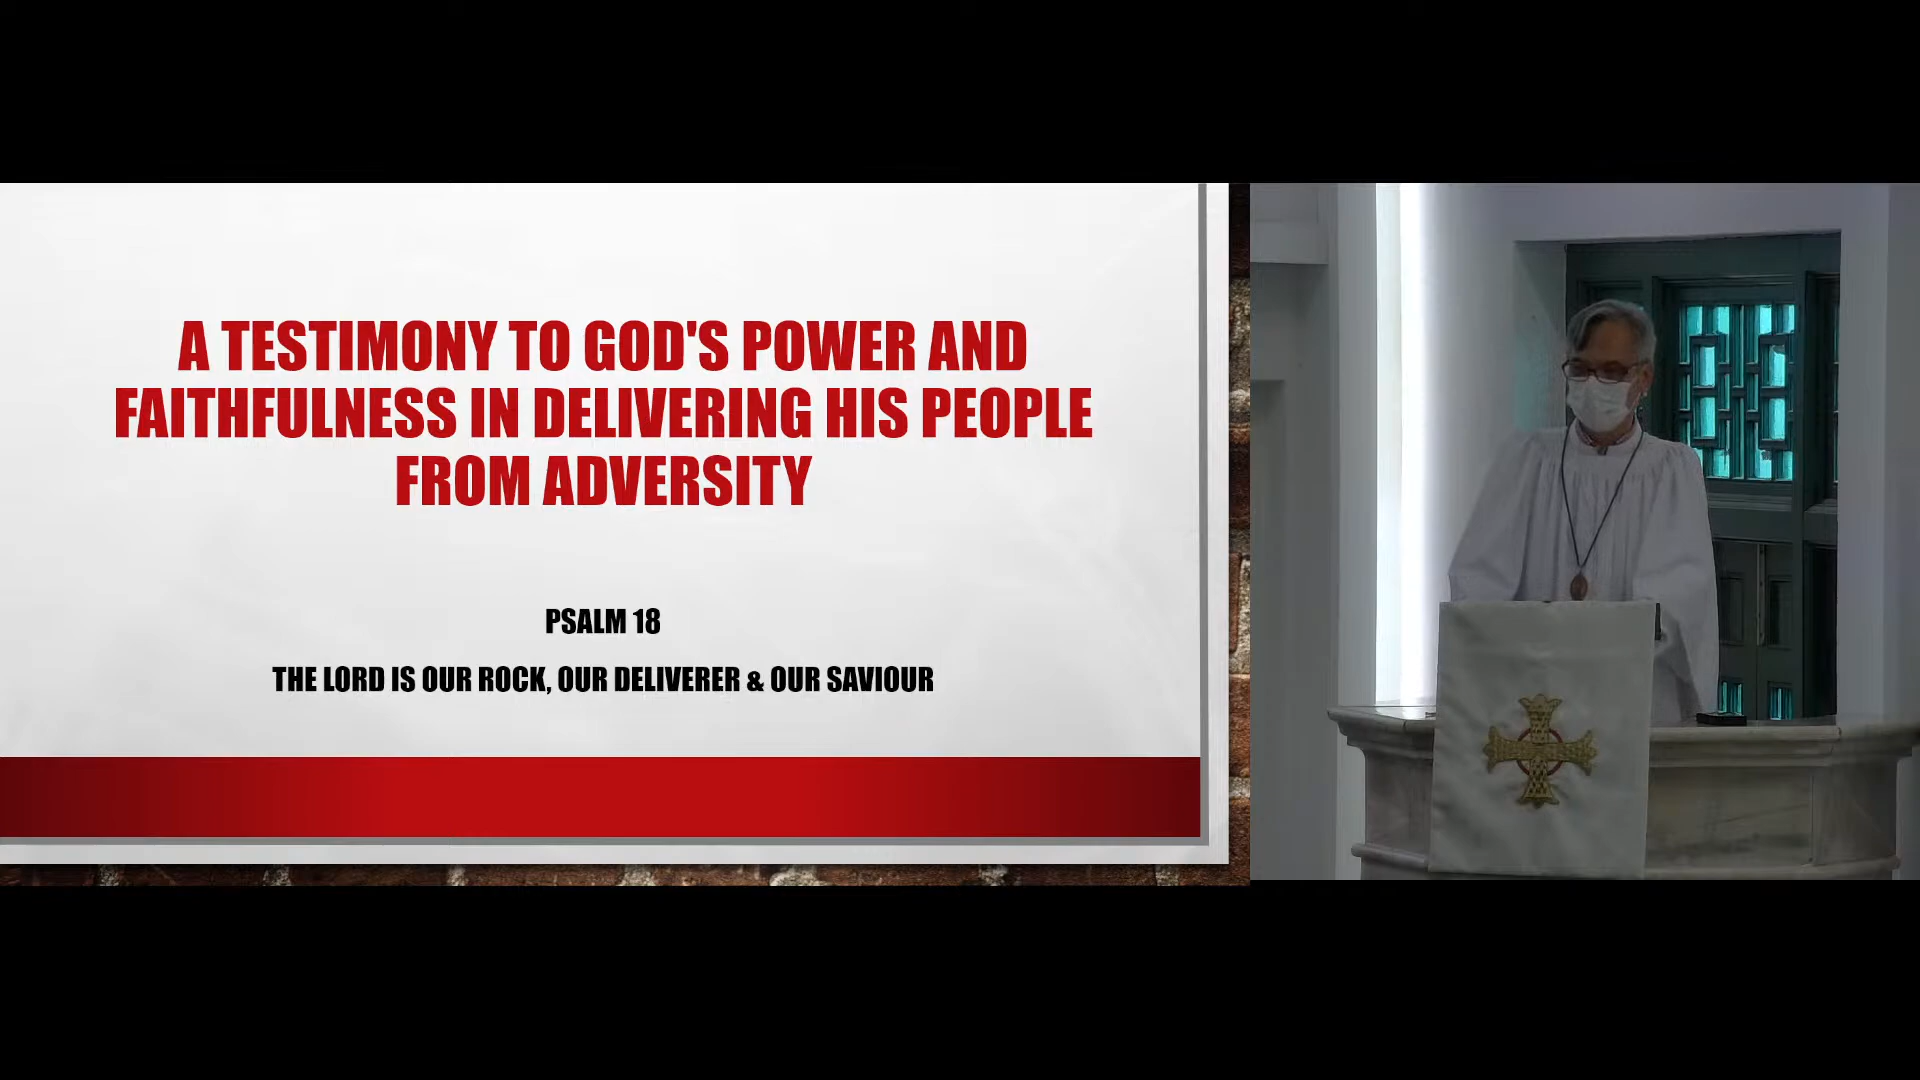 A TESTIMONY TO GOD'S POWER AND
FAITHFULNESS IN DELIVERING HIS PEOPLE
FROM ADVERSITY
PSALM 18
THE LORD IS OUR ROCK, OUR DELIVERER & OUR SAVIOUR